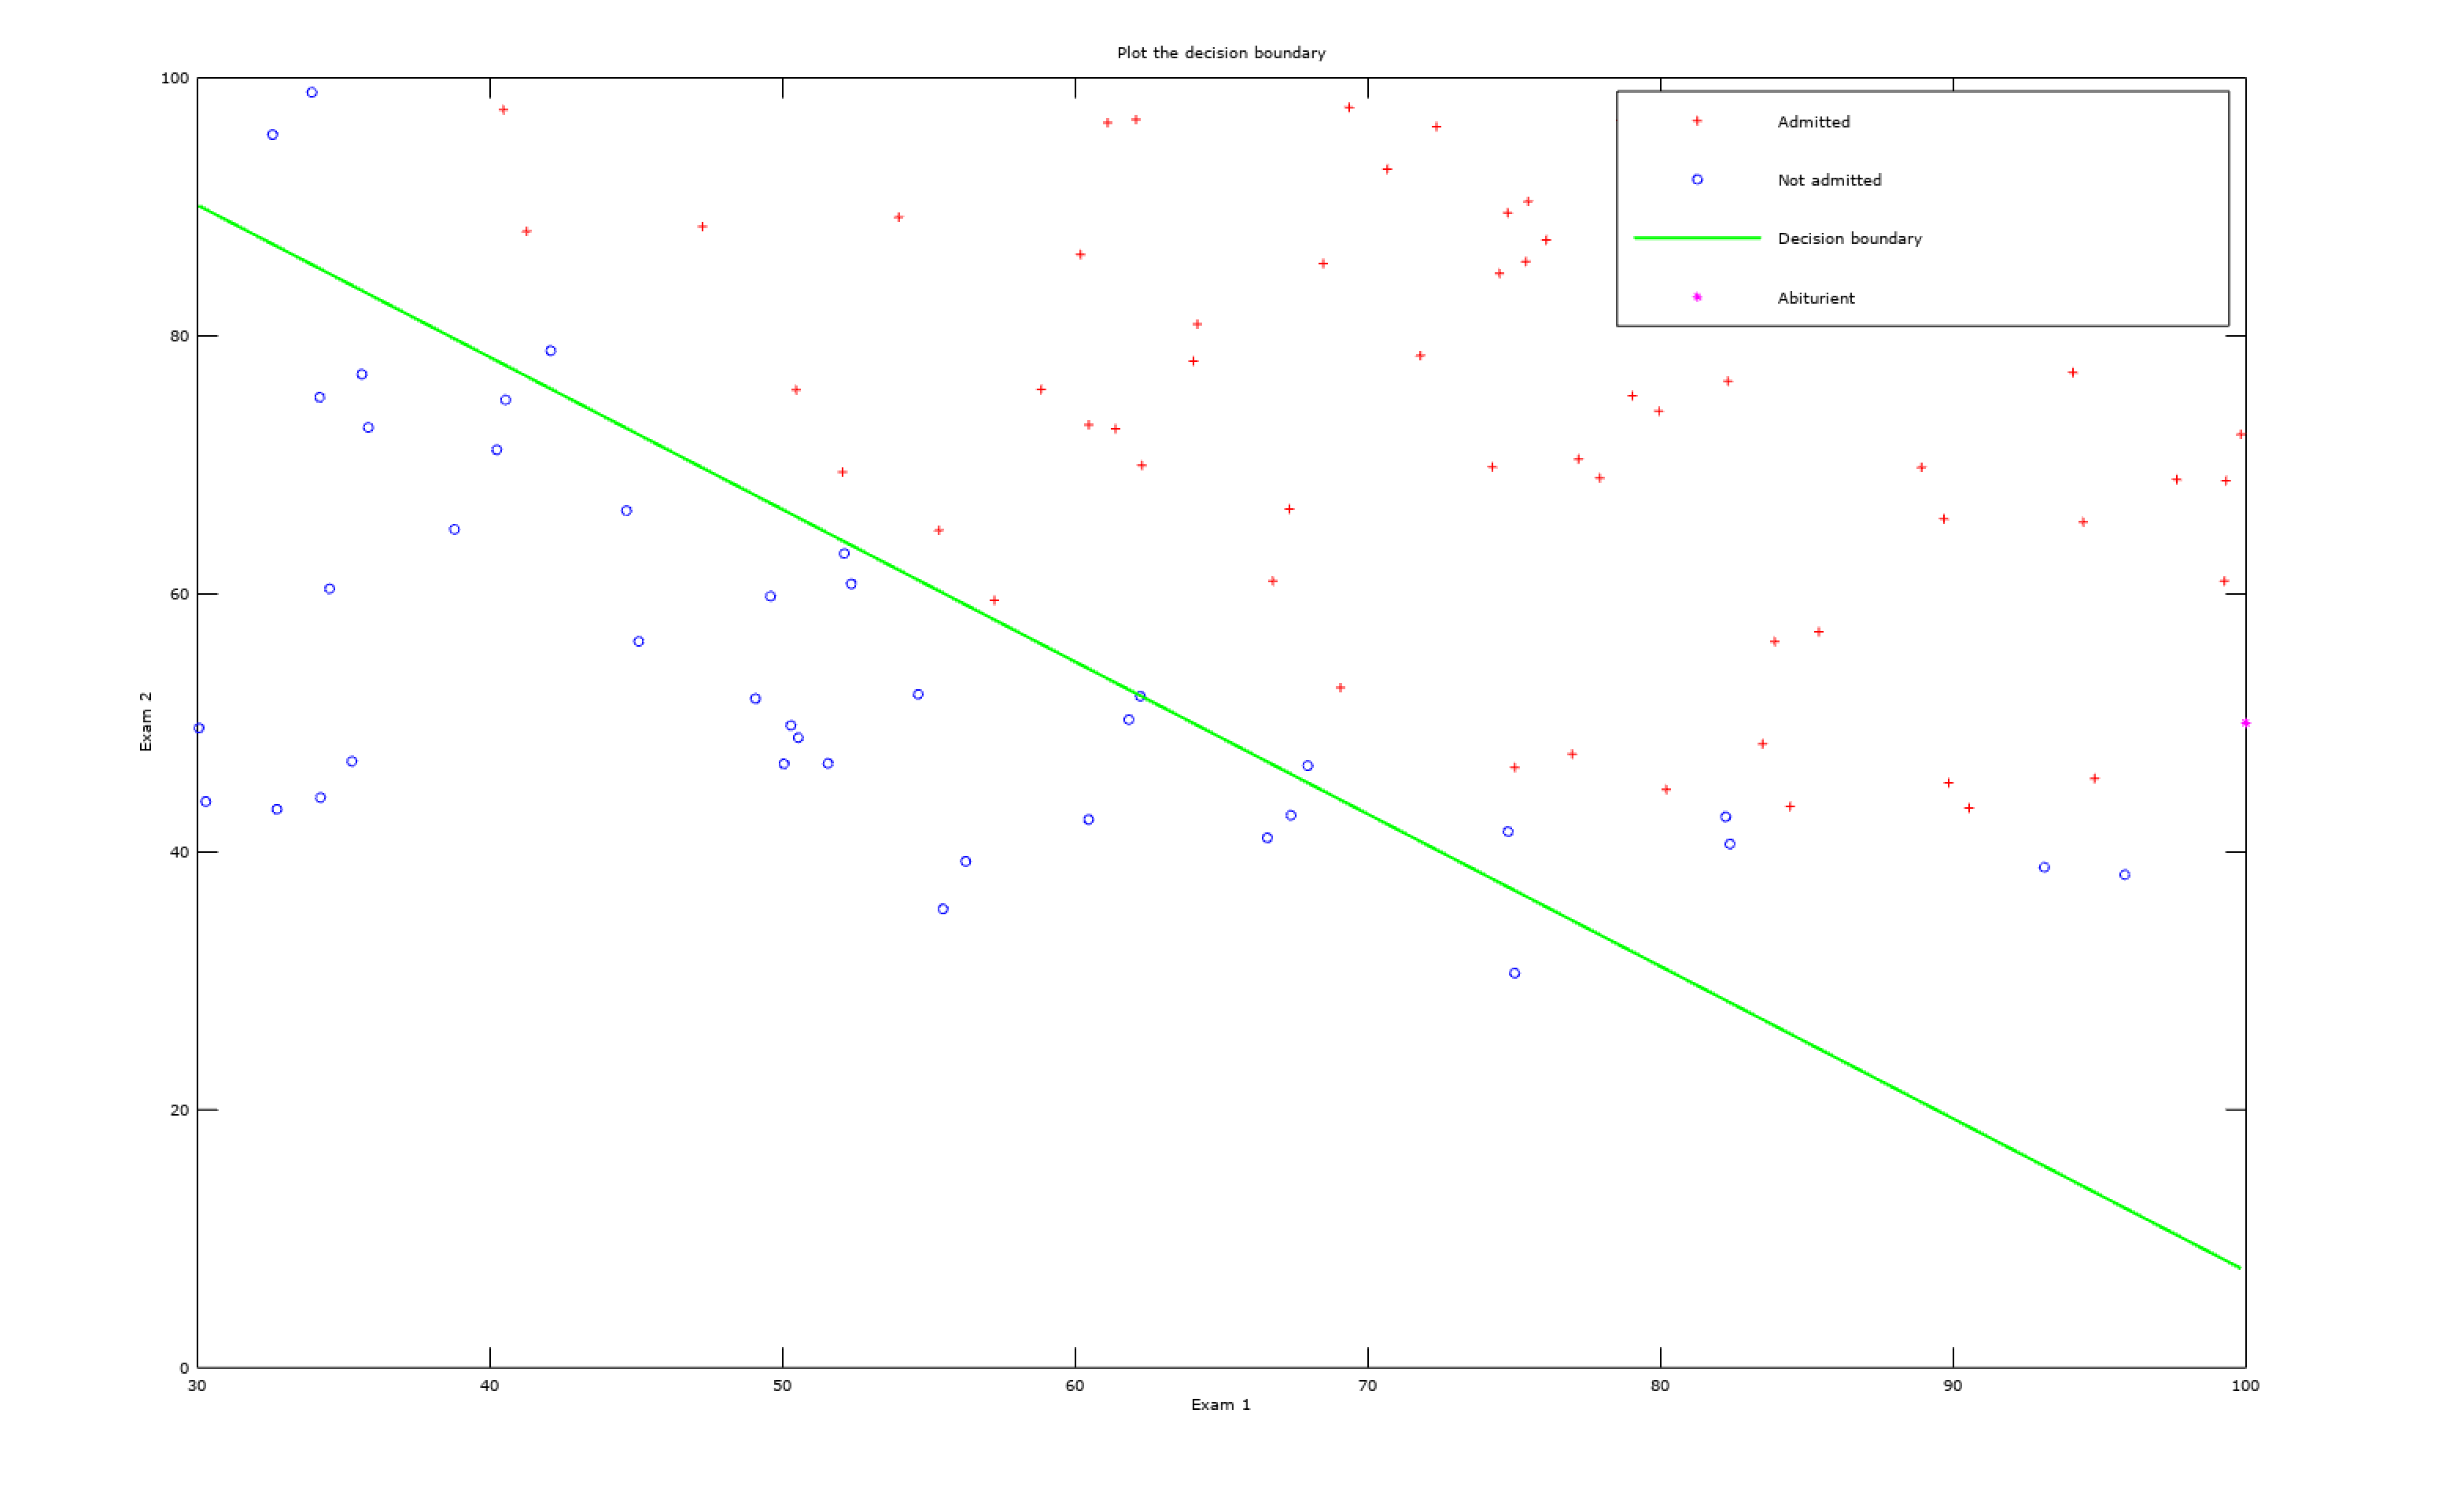 Plot the decision boundary
100
80
60
40
20
0
Exam 2
Admitted
Not admitted
Decision boundary
Abiturient
30 40 50 60 70 80 90 100
Exam 1